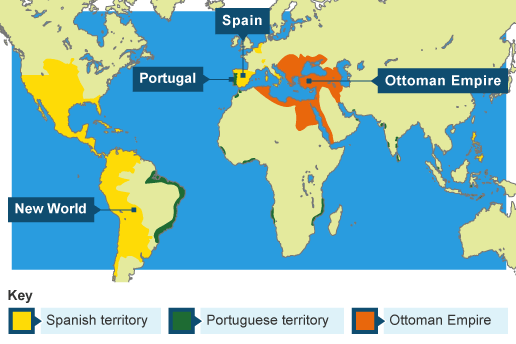 Spain
Portugal
Ottoman Empire
New World
Key
Spanish territory
Portuguese territory
Ottoman Empire